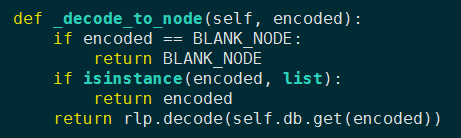 def _decode_to_node(self, encoded):
    if encoded == BLANK_NODE:
        return BLANK_NODE
    if isinstance(encoded, list):
        return encoded
    return rlp.decode(self.db.get(encoded))